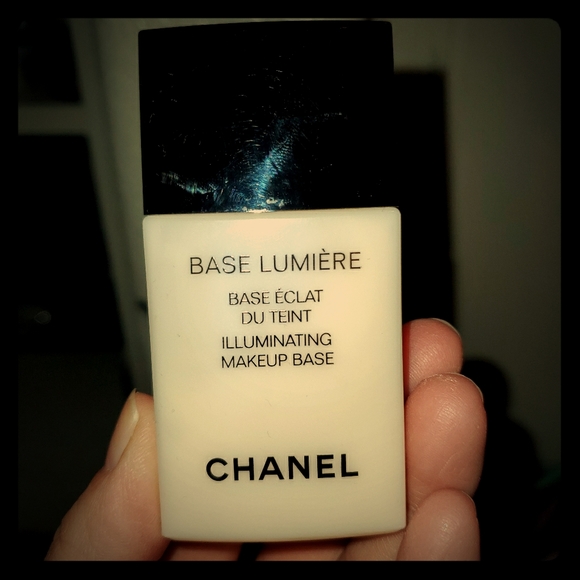 BASE LUMIÈRE
BASE ÉCLAT
DU TEINT
ILLUMINATING
MAKEUP BASE
CHANEL